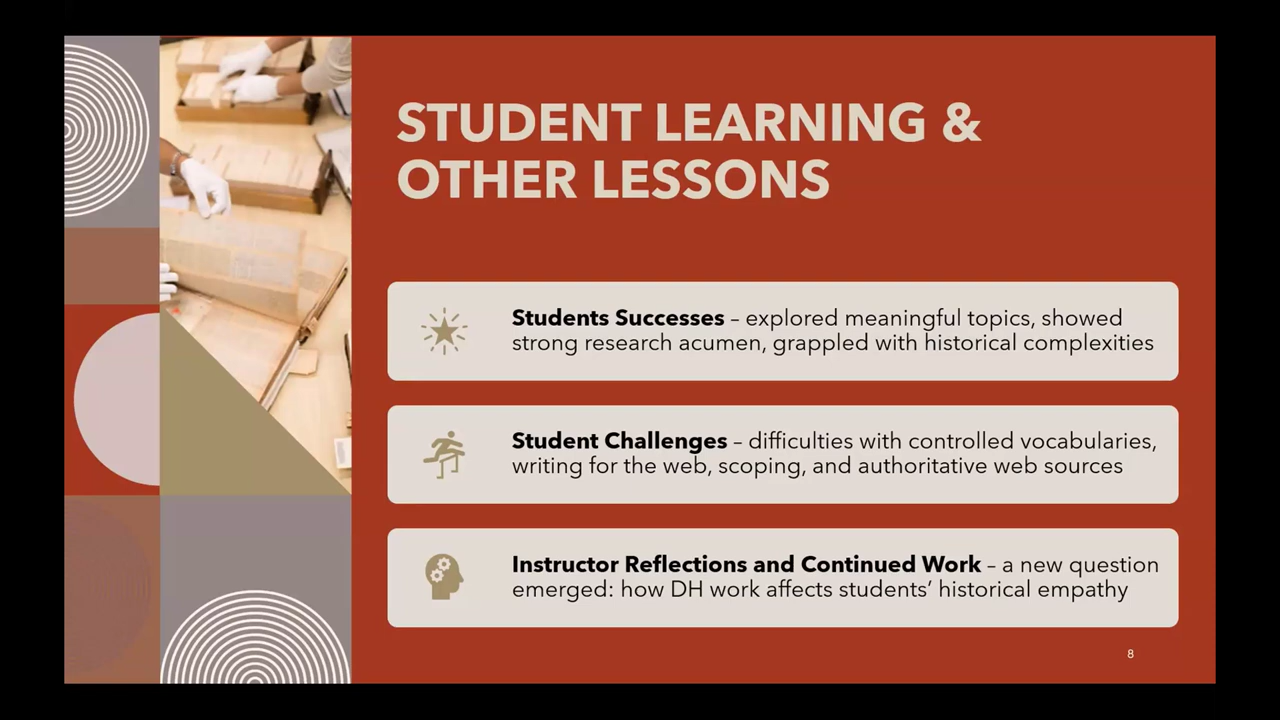 STUDENT LEARNING &
OTHER LESSONS
Students Successes – explored meaningful topics, showed
strong research acumen, grappled with historical complexities
Student Challenges – difficulties with controlled vocabularies,
writing for the web, scoping, and authoritative web sources
Instructor Reflections and Continued Work – a new question
emerged: how DH work affects students’ historical empathy
8